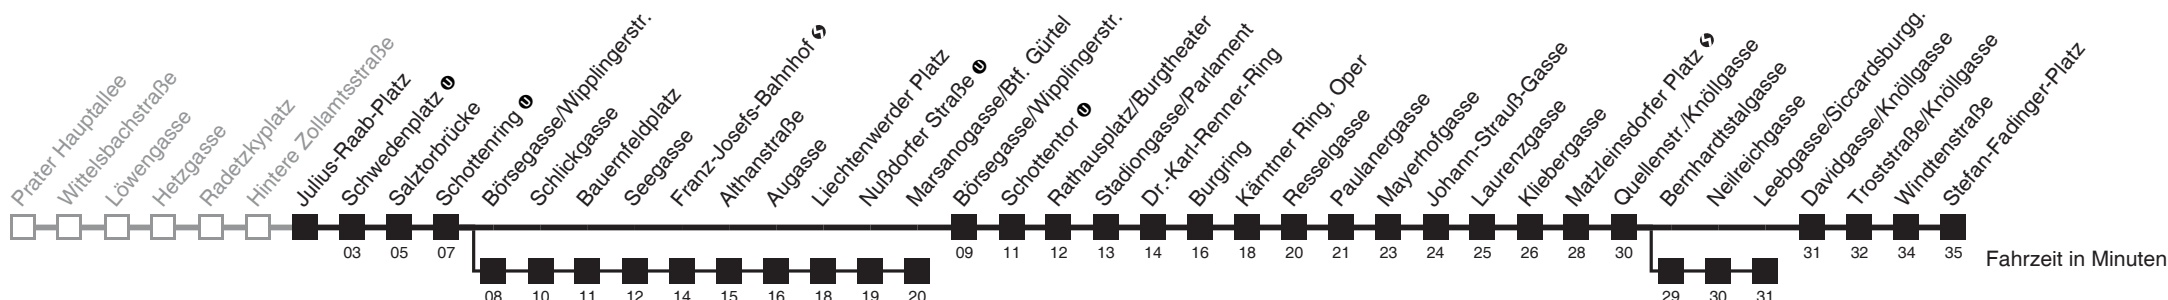 Prater Hauptallee
Wittelsbachstraße
Löwengasse
Hetzgasse
Radetzkyplatz
Hintere Zollamtsstraße
Julius-Raab-Platz
Schwedenplatz U
Salztorbrücke
Schottenring U
Börsegasse/Wipplingerstr.
Schlickgasse
Bauernfeldplatz
Seegasse
Franz-Josefs-Bahnhof
Althanstraße
Augasse
Liechtenwerder Platz
Nußdorfer Straße U
Marsanogasse/Btf. Gürtel
Börsegasse/Wipplingerstr.
Schottentor U
Rathausplatz/Burgtheater
Stadiongasse/Parlament
Dr.-Karl-Renner-Ring
Burgring
Kärntner Ring, Oper
Resselgasse
Paulanergasse
Mayerhofgasse
Johann-Strauß-Gasse
Laurenzgasse
Kliebergasse
Matzleinsdorfer Platz
Quellenstr./Knöllgasse
Bernhardtstalgasse
Neilreichgasse
Leebgasse/Siccardsburgg.
Davidgasse/Knöllgasse
Troststraße/Knöllgasse
Windtenstraße
Stefan-Fadinger-Platz
03 05 07 09 11 12 13 14 16 18 20 21 23 24 25 26 28 30 31 32 34 35
Fahrzeit in Minuten
08 10 11 12 14 15 16 18 19 20 29 30 31